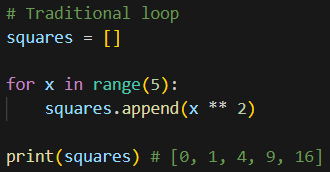 # Traditional loop
squares = []

for x in range(5):
    squares.append(x ** 2)

print(squares) # [0, 1, 4, 9, 16]